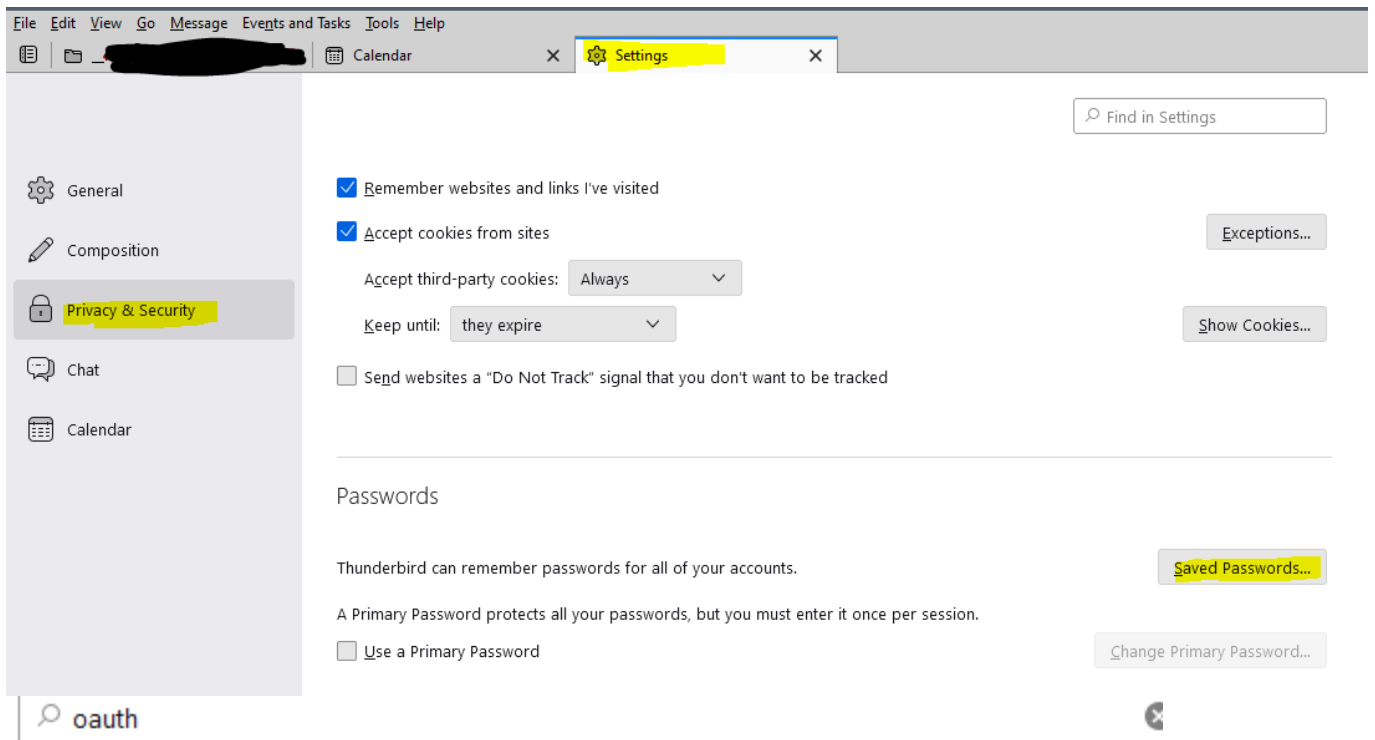 File Edit View Go Message Events and Tasks Tools Help
Calendar Settings
Find in Settings
General
Remember websites and links I've visited
Accept cookies from sites
Exceptions...
Composition
Accept third-party cookies: Always
Privacy & Security
Keep until: they expire
Show Cookies...
Chat
Send websites a “Do Not Track” signal that you don't want to be tracked
Calendar
Passwords
Thunderbird can remember passwords for all of your accounts.
Saved Passwords...
A Primary Password protects all your passwords, but you must enter it once per session.
Use a Primary Password
Change Primary Password...
oauth